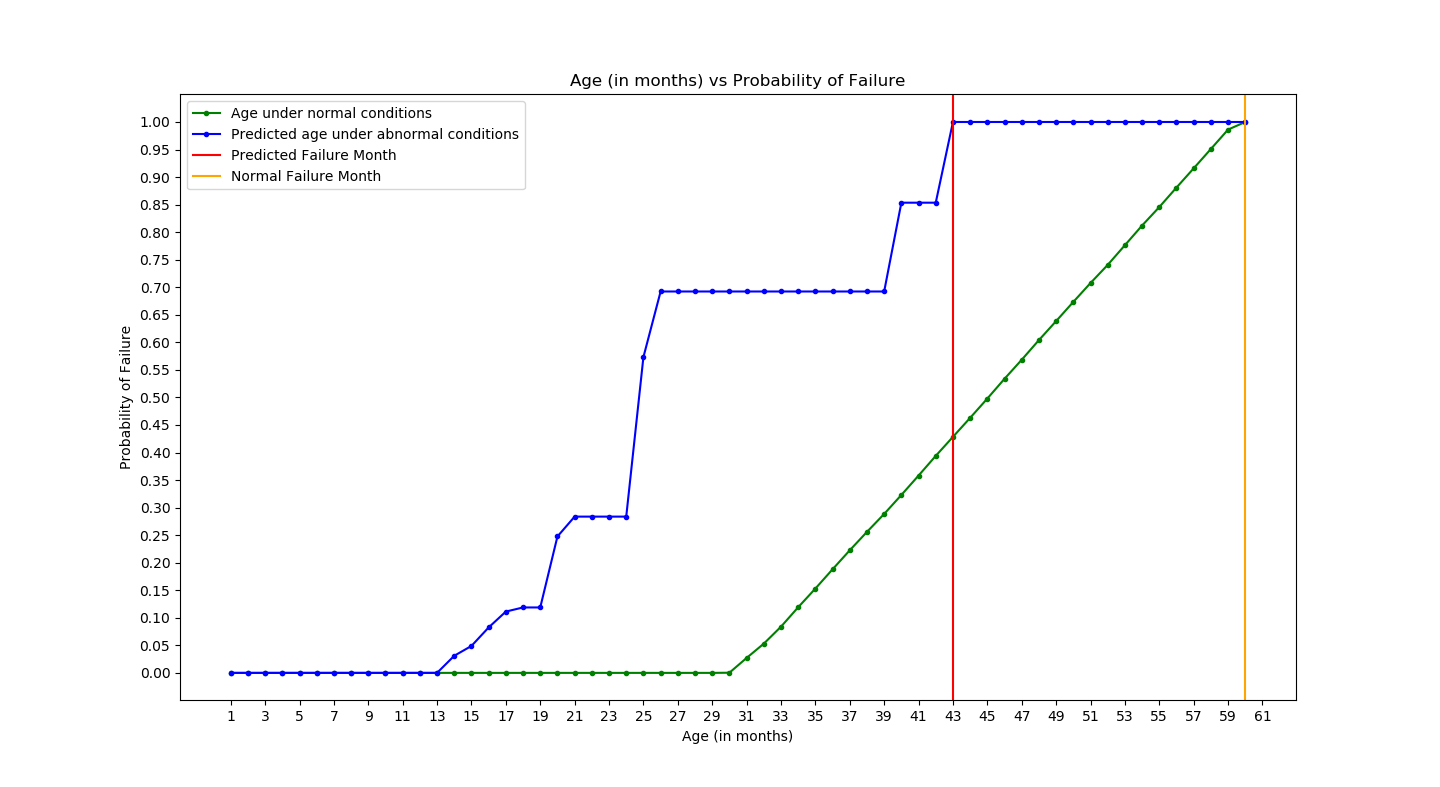 Age (in months) vs Probability of Failure
Age under normal conditions
Predicted age under abnormal conditions
Predicted Failure Month
Normal Failure Month
Probability of Failure
1.00
0.95
0.90
0.85
0.80
0.75
0.70
0.65
0.60
0.55
0.50
0.45
0.40
0.35
0.30
0.25
0.20
0.15
0.10
0.05
0.00
1 3 5 7 9 11 13 15 17 19 21 23 25 27 29 31 33 35 37 39 41 43 45 47 49 51 53 55 57 59 61
Age (in months)